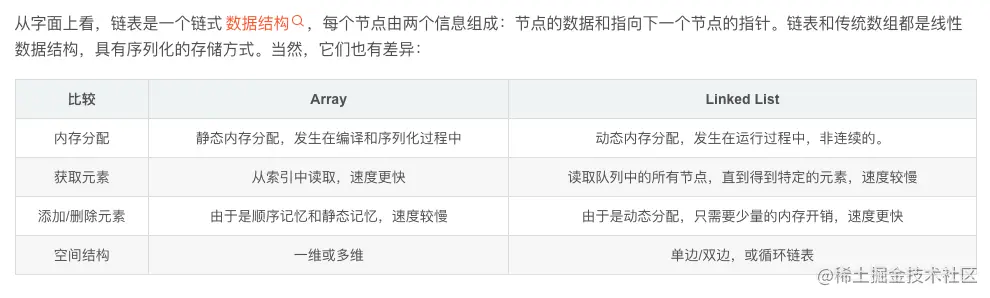 从字面上看，链表是一个链式 数据结构，每个节点由两个信息组成：节点的数据和指向下一个节点的指针。链表和传统数组都是线性
数据结构，具有序列化的存储方式。当然，它们也有差异：
比较 Array Linked List
内存分配 静态内存分配，发生在编译和序列化过程中 动态内存分配，发生在运行过程中，非连续的。
获取元素 从索引中读取，速度更快 读取队列中的所有节点，直到得到特定的元素，速度较慢
添加/删除元素 由于是顺序记忆和静态记忆，速度较慢 由于是动态分配，只需要少量的内存开销，速度更快
空间结构 一维或多维 单边/双边，或循环链表
@稀土掘金技术社区